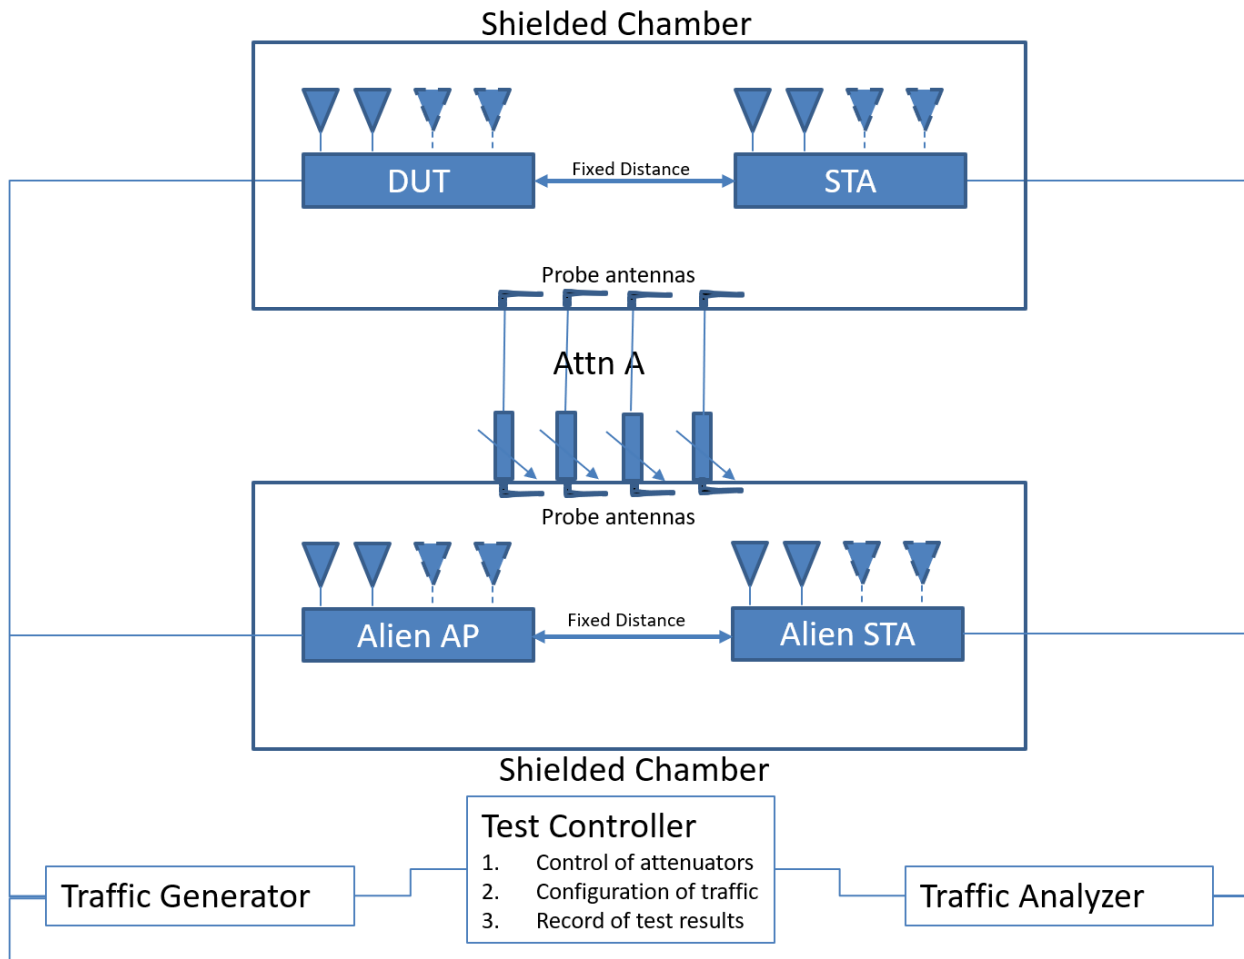 Shielded Chamber
DUT
Fixed Distance
STA
Probe antennas
Attn A
Probe antennas
Alien AP
Fixed Distance
Alien STA
Shielded Chamber
Test Controller
1. Control of attenuators
2. Configuration of traffic
3. Record of test results
Traffic Generator
Traffic Analyzer